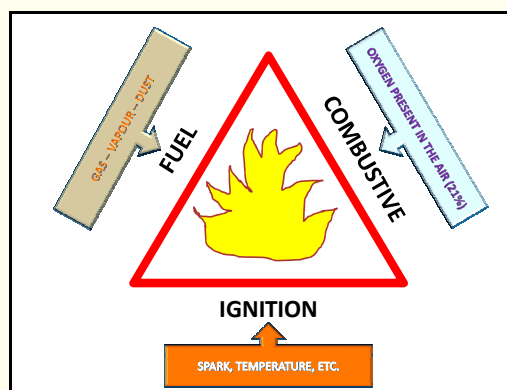 GAS – VAPOUR – DUST
FUEL
OXYGEN PRESENT IN THE AIR (21%)
COMBUSTIVE
IGNITION
SPARK, TEMPERATURE, ETC.